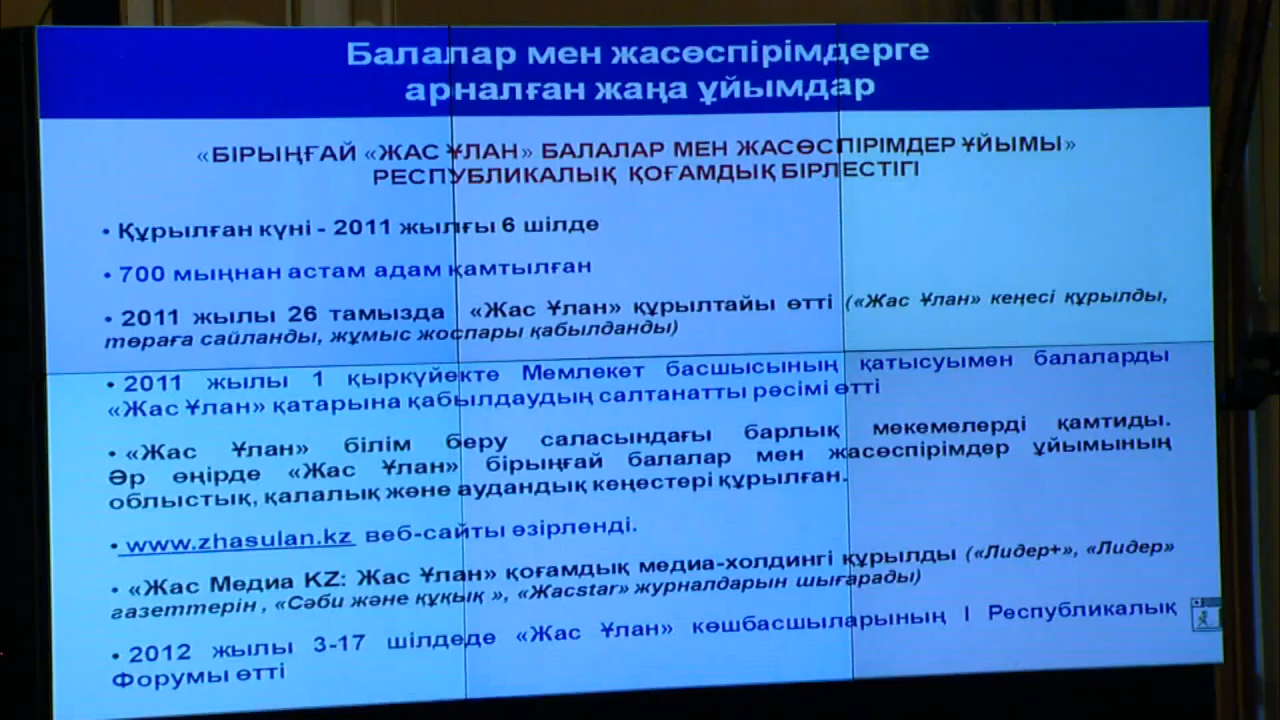 Балалар мен жасөспірімдерге
арналған жаңа ұйымдар
«БІРЫҢҒАЙ «ЖАС ҰЛАН» БАЛАЛАР МЕН ЖАСӨСПІРІМДЕР ҰЙЫМЫ»
РЕСПУБЛИКАЛЫҚ ҚОҒАМДЫҚ БІРЛЕСТІГІ
• Құрылған күні - 2011 жылғы 6 шілде
• 700 мыңнан астам адам қамтылған
• 2011 жылы 26 тамызда «Жас Ұлан» құрылтайы өтті («Жас Ұлан» кеңесі құрылды,
төраға сайланды, жұмыс жоспары қабылданды)
• 2011 жылы 1 қыркүйекте Мемлекет басшысының қатысуымен балаларды
«Жас Ұлан» қатарына қабылдаудың салтанатты рәсімі өтті
• «Жас Ұлан» білім беру саласындағы барлық мекемелерді қамтиды.
Әр өңірде «Жас Ұлан» бірыңғай балалар мен жасөспірімдер ұйымының
облыстық, қалалық және аудандық кеңестері құрылған.
• www.zhasulan.kz веб-сайты әзірленді.
• «Жас Медиа KZ: Жас Ұлан» қоғамдық медиа-холдингі құрылды («Лидер+», «Лидер»
газеттерін , «Сәби және құқық », «Жасstar» журналдарын шығарады)
• 2012 жылы 3-17 шілдеде «Жас Ұлан» көшбасшыларының I Республикалық
Форумы өтті